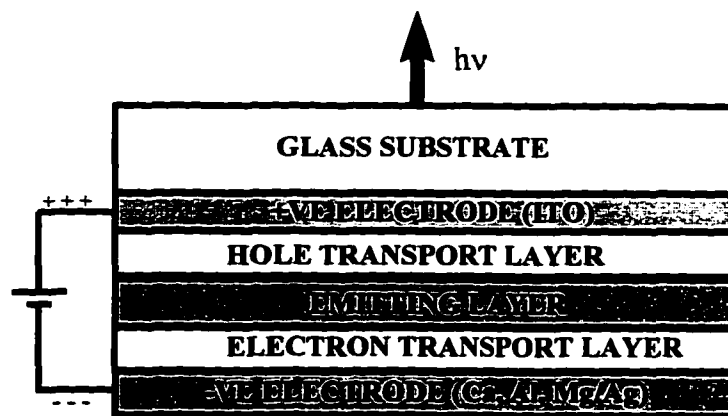 hν
GLASS SUBSTRATE
+++
+VE ELECTRODE (ITO)
HOLE TRANSPORT LAYER
EMITTING LAYER
ELECTRON TRANSPORT LAYER
-VE ELECTRODE (Ca, Al, Mg/Ag)
---